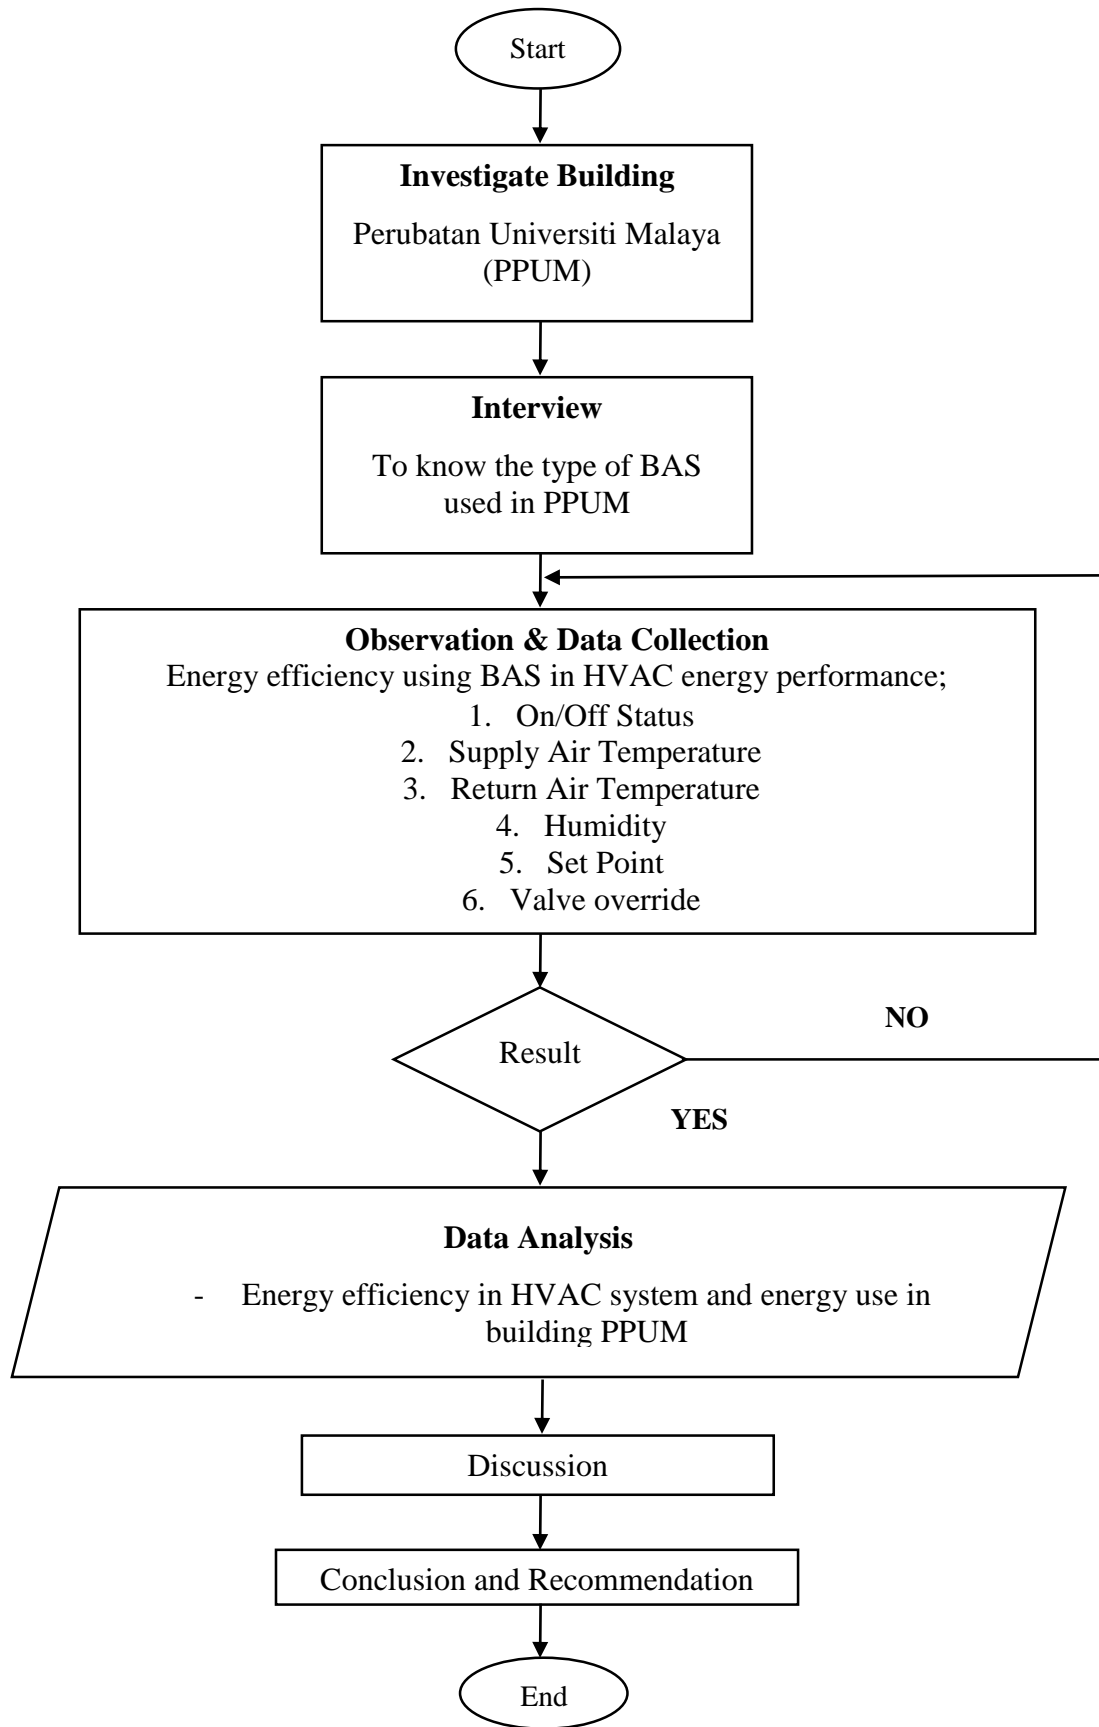 Start
Investigate Building
Perubatan Universiti Malaya
(PPUM)
Interview
To know the type of BAS
used in PPUM
Observation & Data Collection
Energy efficiency using BAS in HVAC energy performance;
1. On/Off Status
2. Supply Air Temperature
3. Return Air Temperature
4. Humidity
5. Set Point
6. Valve override
Result
NO
YES
Data Analysis
- Energy efficiency in HVAC system and energy use in
building PPUM
Discussion
Conclusion and Recommendation
End